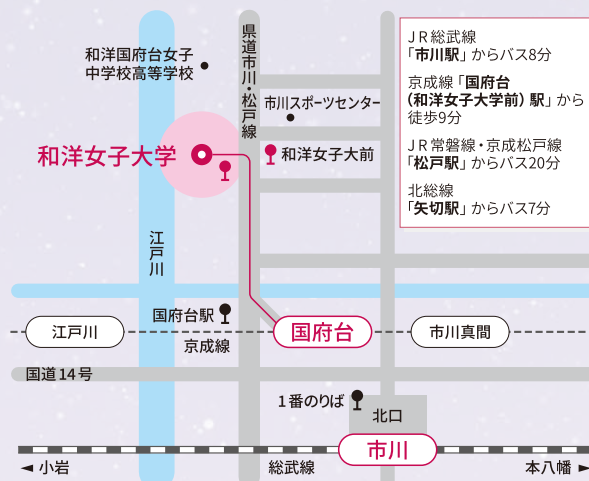 JR総武線
「市川駅」からバス8分
京成線「国府台
(和洋女子大学前)駅」から
徒歩9分
JR常磐線・京成松戸線
「松戸駅」からバス20分
北総線
「矢切駅」からバス7分
和洋国府台女子
中学校高等学校
県道市川・松戸線
市川スポーツセンター
和洋女子大学
和洋女子大前
江戸川
国府台駅
江戸川
国府台
市川真間
京成線
国道14号
1番のりば
北口
市川
◄ 小岩
総武線
本八幡 ►